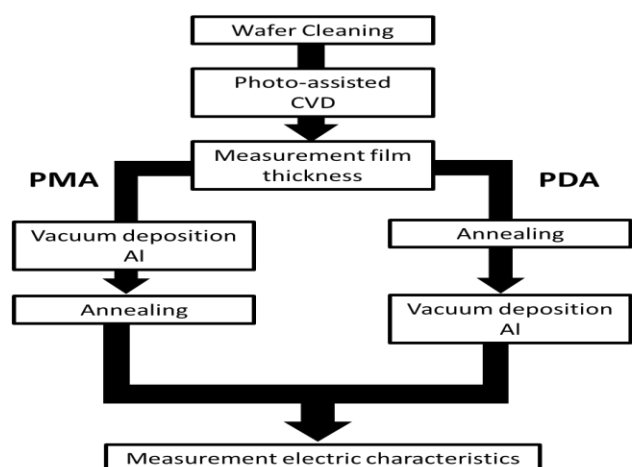 Wafer Cleaning
Photo-assisted
CVD
Measurement film
thickness
PMA
PDA
Vacuum deposition
Al
Annealing
Annealing
Vacuum deposition
Al
Measurement electric characteristics